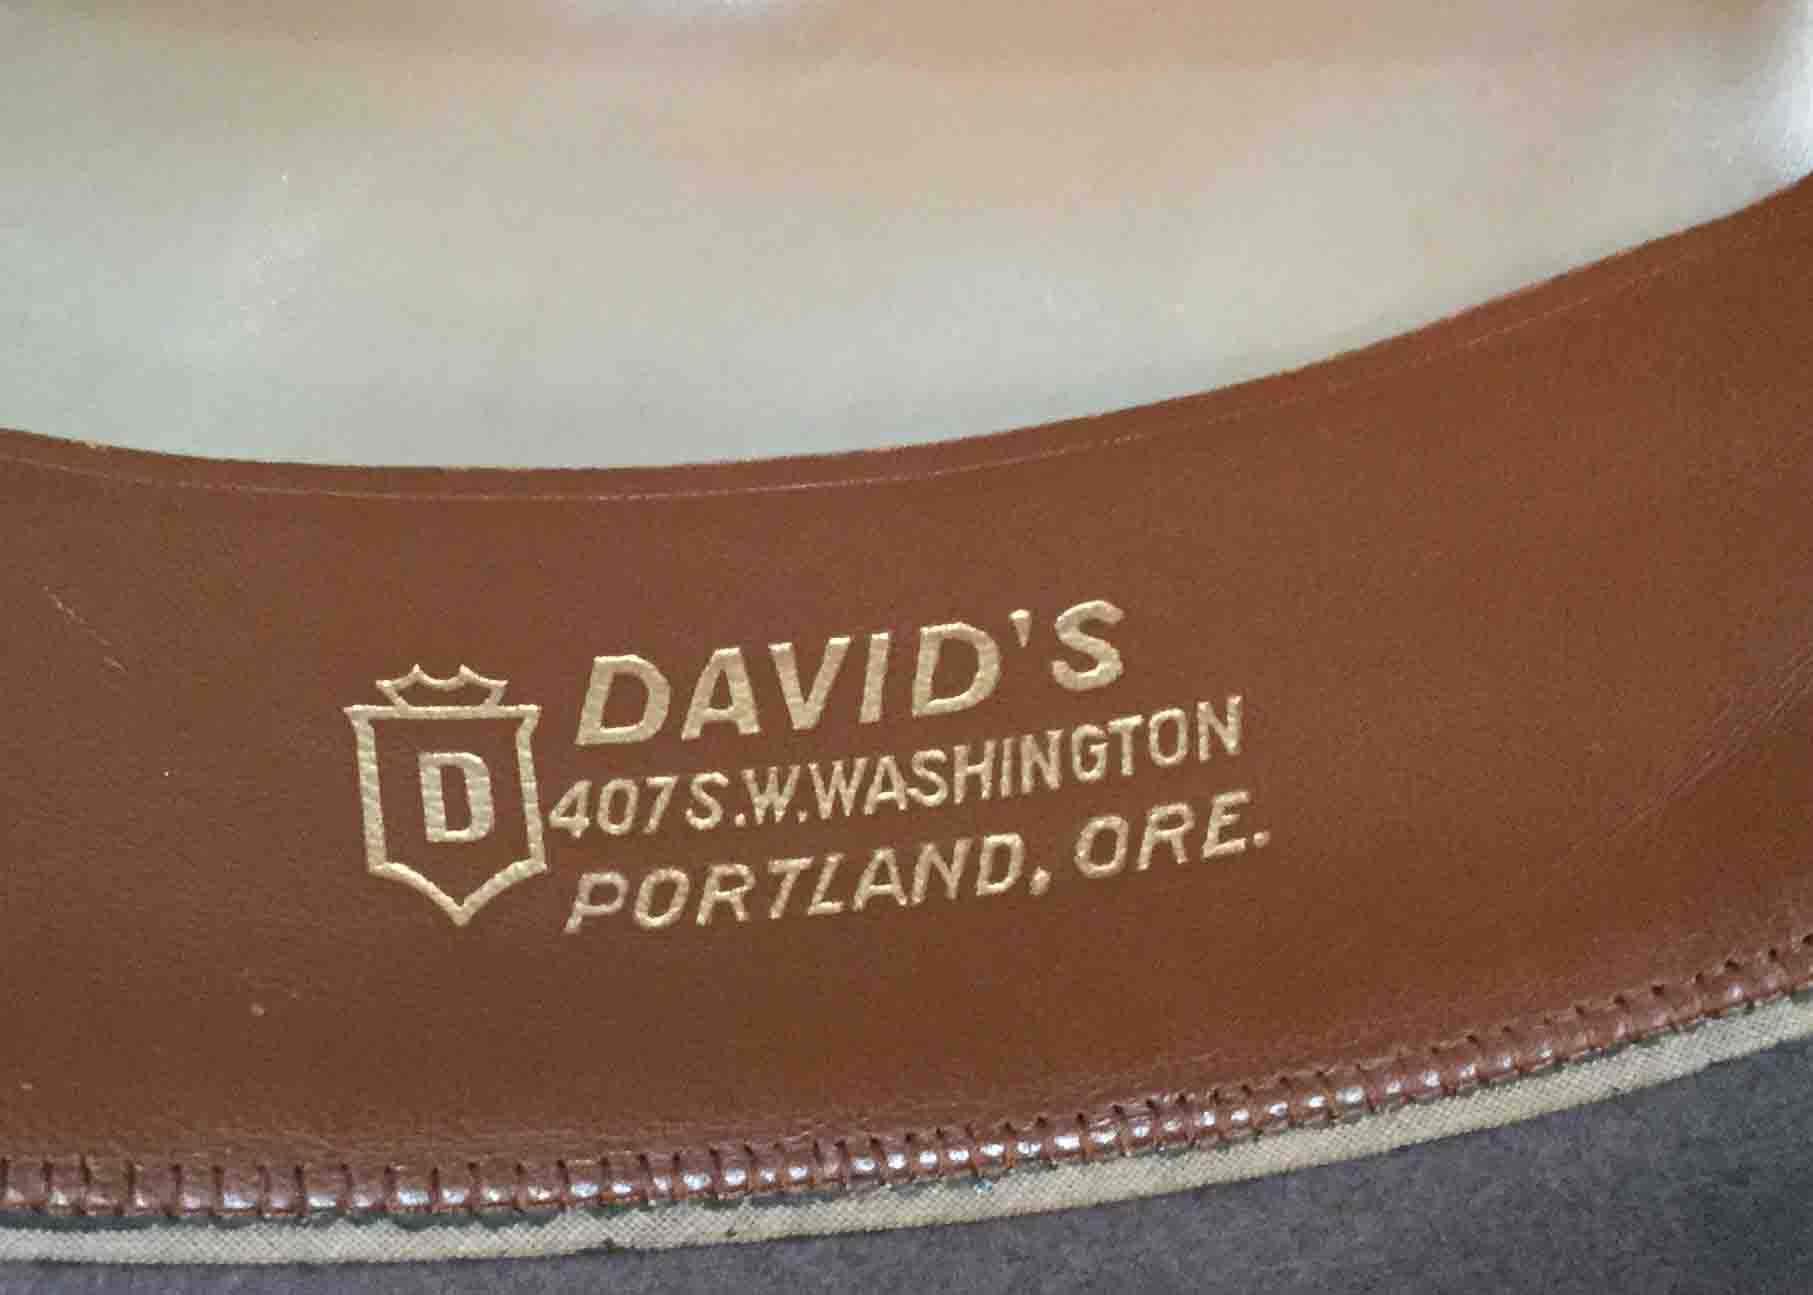 DAVID'S
D
407 S.W. WASHINGTON
PORTLAND, ORE.